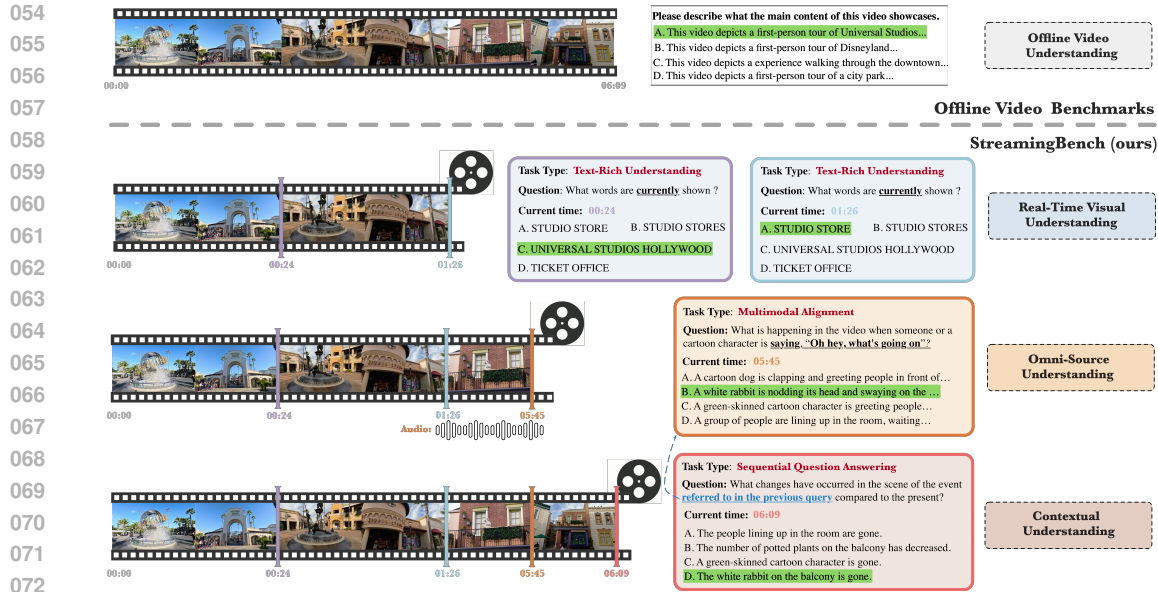 054
055
056
057
058
059
060
061
062
063
064
065
066
067
068
069
070
071
072
00:00
06:09
Please describe what the main content of this video showcases.
A. This video depicts a first-person tour of Universal Studios...
B. This video depicts a first-person tour of Disneyland...
C. This video depicts a experience walking through the downtown...
D. This video depicts a first-person tour of a city park...
Offline Video
Understanding
Offline Video Benchmarks
StreamingBench (ours)
00:00
00:24
01:26
Task Type: Text-Rich Understanding
Question: What words are currently shown ?
Current time: 00:24
A. STUDIO STORE B. STUDIO STORES
C. UNIVERSAL STUDIOS HOLLYWOOD
D. TICKET OFFICE
Task Type: Text-Rich Understanding
Question: What words are currently shown ?
Current time: 01:26
A. STUDIO STORE B. STUDIO STORES
C. UNIVERSAL STUDIOS HOLLYWOOD
D. TICKET OFFICE
Real-Time Visual
Understanding
00:00
00:24
01:26
05:45
Audio:
Task Type: Multimodal Alignment
Question: What is happening in the video when someone or a
cartoon character is saying, “Oh hey, what's going on”?
Current time: 05:45
A. A cartoon dog is clapping and greeting people in front of…
B. A white rabbit is nodding its head and swaying on the …
C. A green-skinned cartoon character is greeting people…
D. A group of people are lining up in the room, waiting…
Omni-Source
Understanding
00:00
00:24
01:26
05:45
06:09
Task Type: Sequential Question Answering
Question: What changes have occurred in the scene of the event
referred to in the previous query compared to the present?
Current time: 06:09
A. The people lining up in the room are gone.
B. The number of potted plants on the balcony has decreased.
C. A green-skinned cartoon character is gone.
D. The white rabbit on the balcony is gone.
Contextual
Understanding